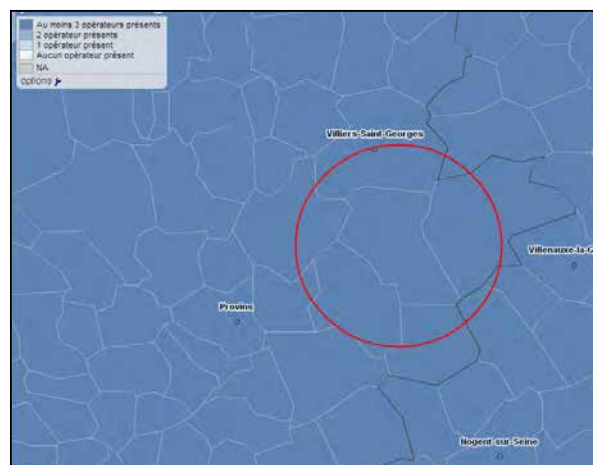 Au moins 3 opérateurs présents
2 opérateur présents
1 opérateur présent
Aucun opérateur présent
NA
options
Villiers-Saint-Georges
Villenauxe-la-G
Provins
Nogent-sur-Seine